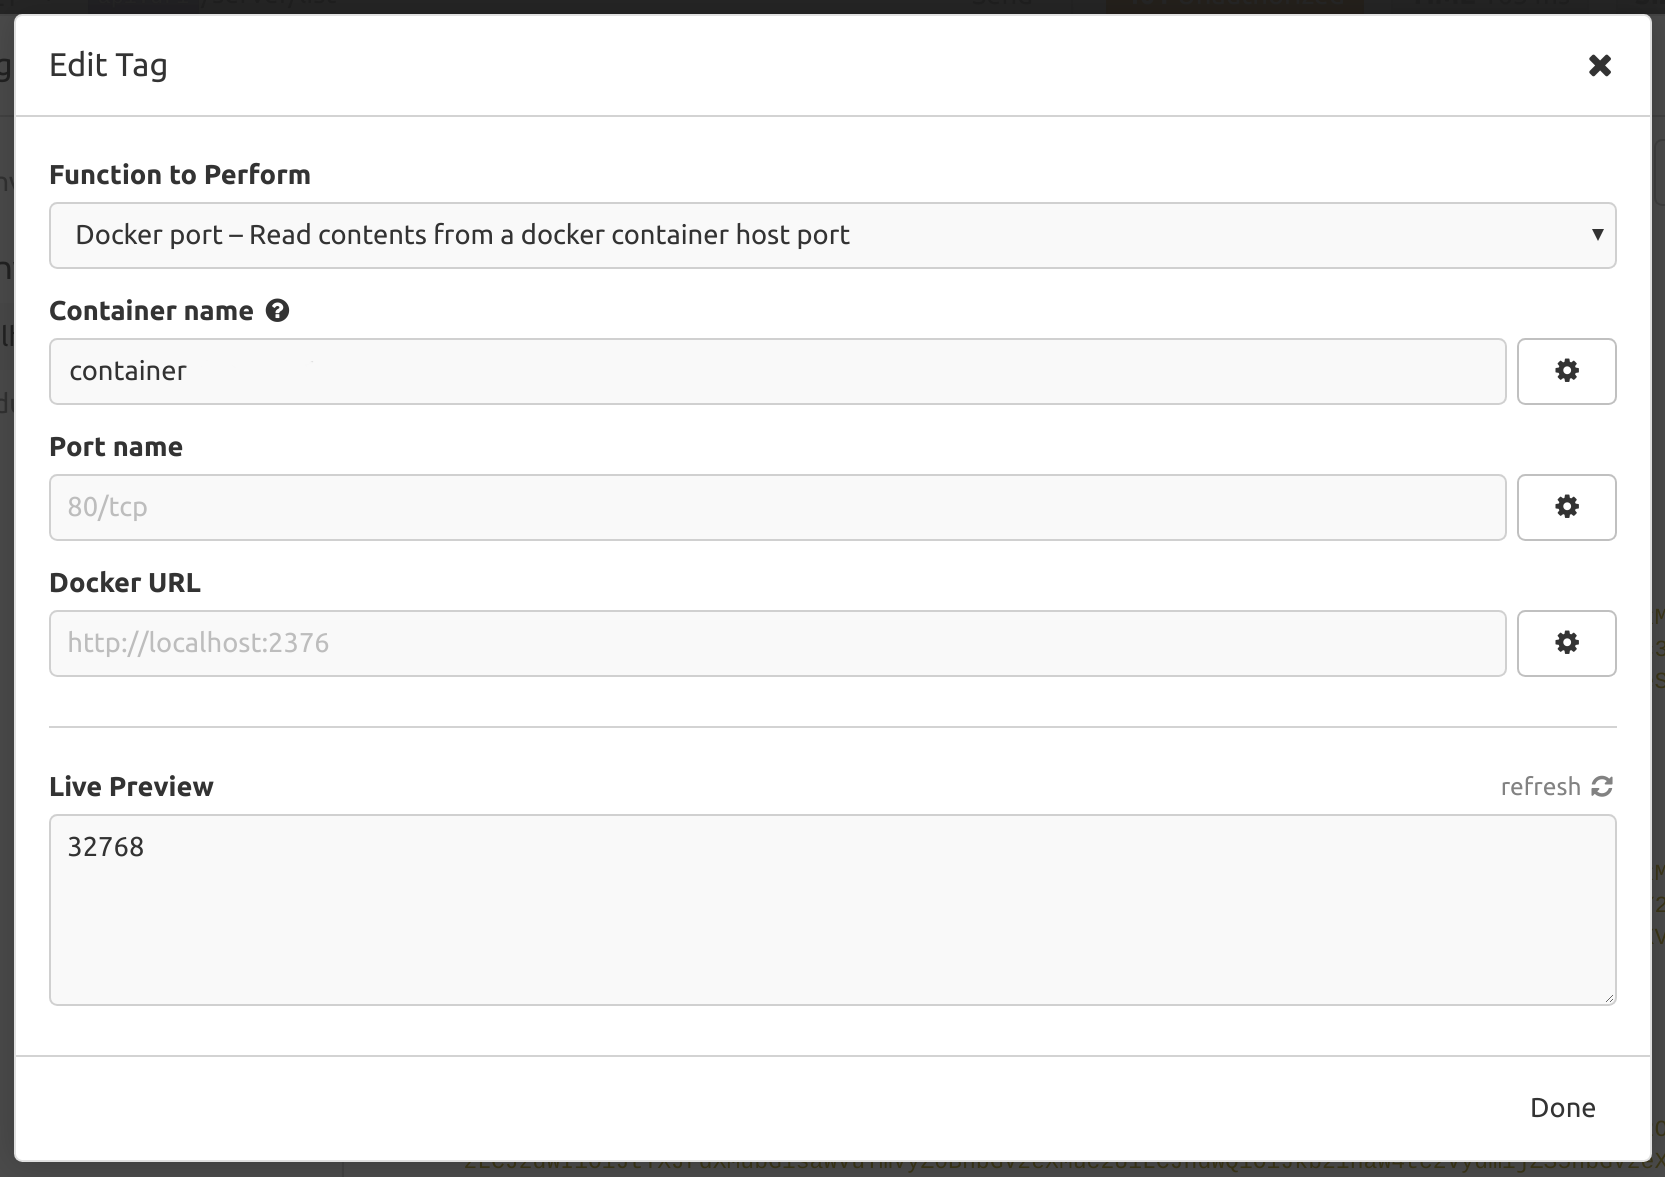 Edit Tag
Function to Perform
Docker port – Read contents from a docker container host port
Container name
container
Port name
80/tcp
Docker URL
http://localhost:2376
Live Preview
refresh
32768
Done